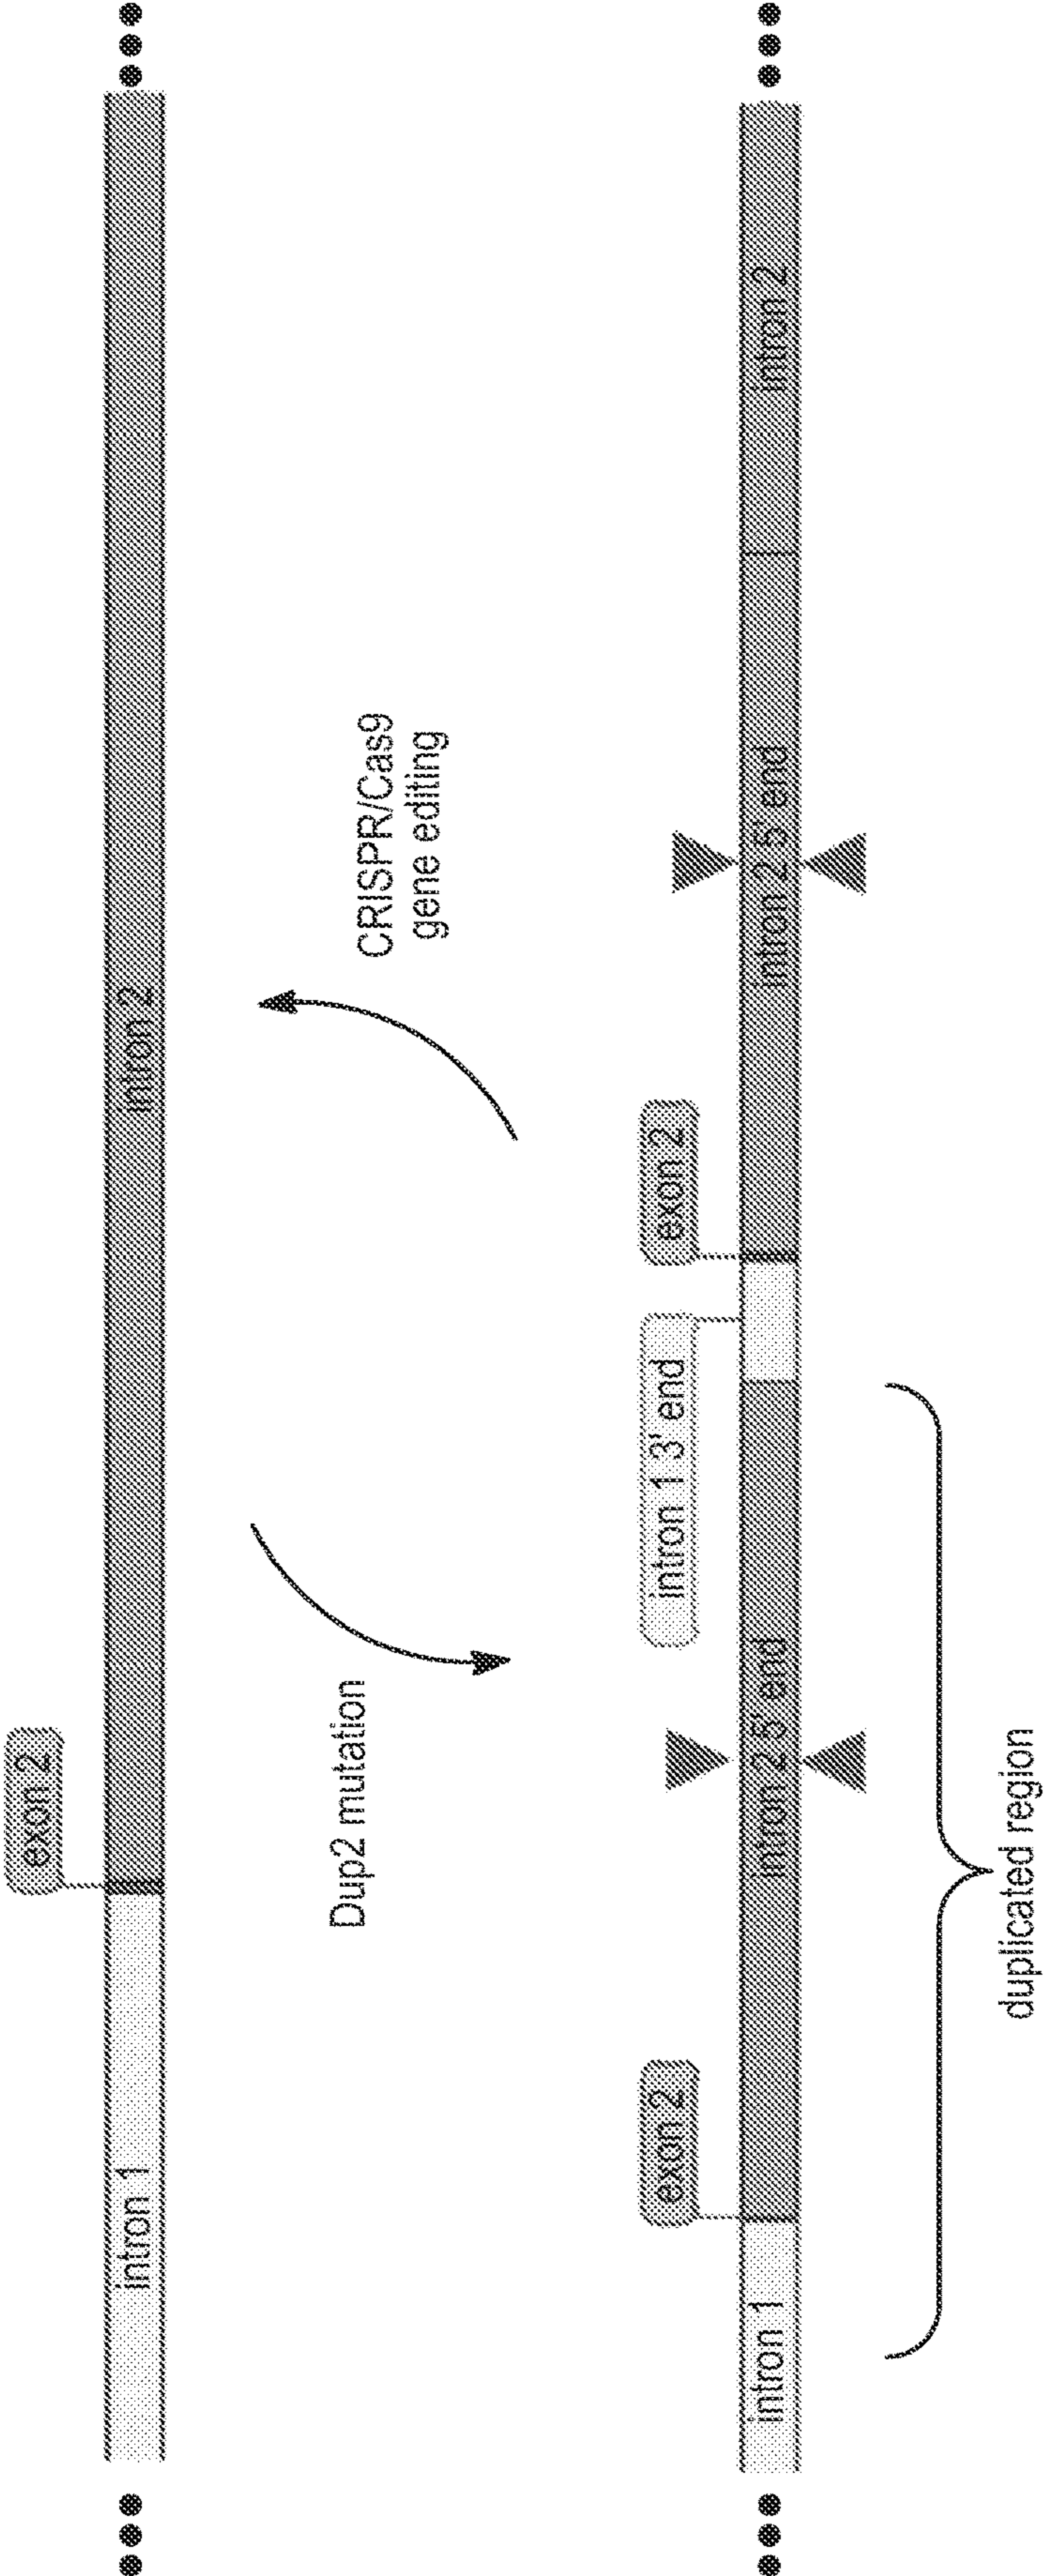 exon 2
intron 1
intron 2
Dup2 mutation
CRISPR/Cas9
gene editing
exon 2
intron 1 3' end
exon 2
intron 1
intron 2 5' end
intron 2 5' end
intron 2
duplicated region